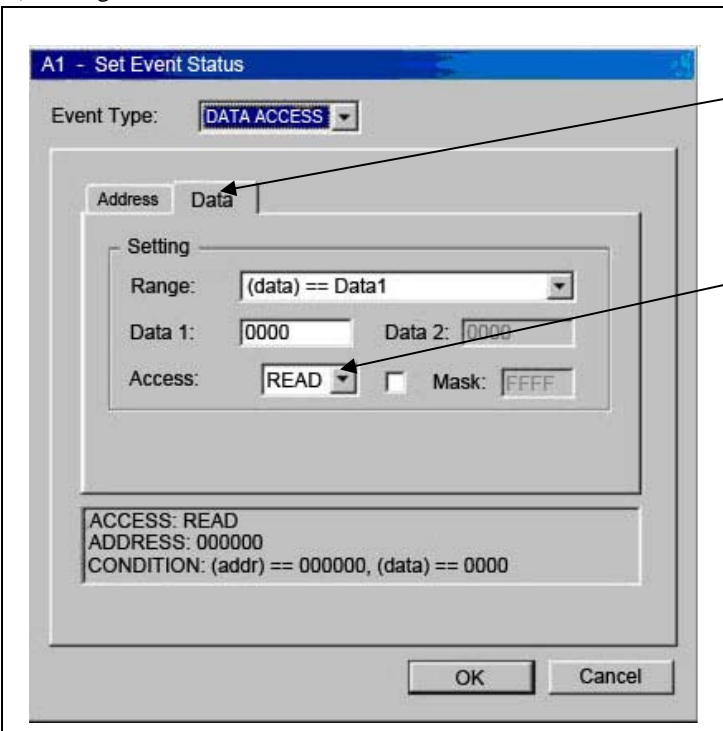 A1 - Set Event Status
Event Type: DATA ACCESS
Address Data
Setting
Range: (data) == Data1
Data 1: 0000 Data 2: 0000
Access: READ Mask: FFFF
ACCESS: READ
ADDRESS: 000000
CONDITION: (addr) == 000000, (data) == 0000
OK Cancel